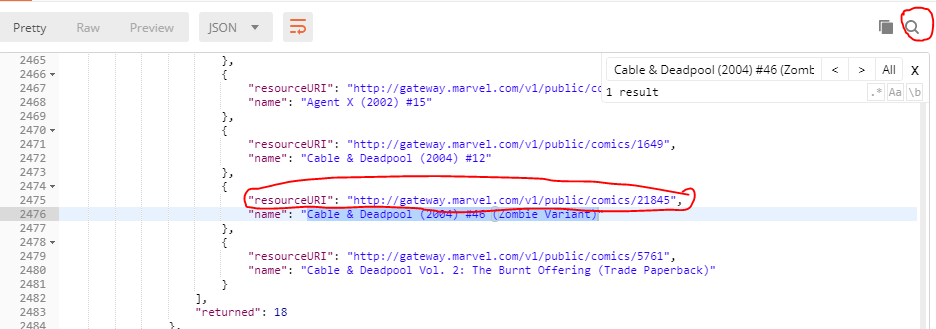 Pretty Raw Preview JSON
2465 },
2466 {
2467 "resourceURI": "http://gateway.marvel.com/v1/public/co
2468 "name": "Agent X (2002) #15"
2469 },
2470 {
2471 "resourceURI": "http://gateway.marvel.com/v1/public/comics/1649",
2472 "name": "Cable & Deadpool (2004) #12"
2473 },
2474 {
2475 "resourceURI": "http://gateway.marvel.com/v1/public/comics/21845",
2476 "name": "Cable & Deadpool (2004) #46 (Zombie Variant)"
2477 },
2478 {
2479 "resourceURI": "http://gateway.marvel.com/v1/public/comics/5761",
2480 "name": "Cable & Deadpool Vol. 2: The Burnt Offering (Trade Paperback)"
2481 }
2482 ],
2483 "returned": 18
2484 },
Cable & Deadpool (2004) #46 (Zomb < > All X
1 result .* Aa \b